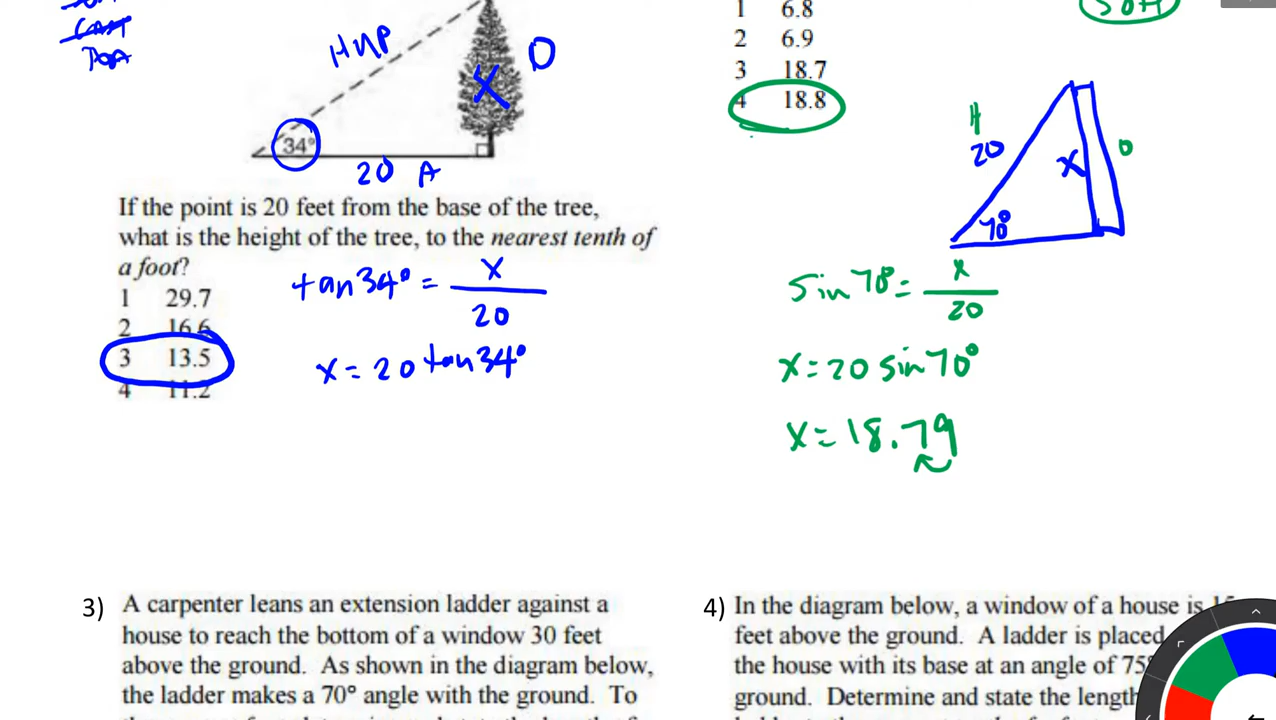 CAH
TOA
HYP
X
O
34°
20
A
If the point is 20 feet from the base of the tree,
what is the height of the tree, to the nearest tenth of
a foot?
1 29.7
2 16.6
3 13.5
4 11.2
tan 34° = x
20
x = 20 tan 34°
SOH
1 6.8
2 6.9
3 18.7
4 18.8
H
20
X
O
70°
sin 70° = x
20
x = 20 sin 70°
x = 18.79
3) A carpenter leans an extension ladder against a
house to reach the bottom of a window 30 feet
above the ground. As shown in the diagram below,
the ladder makes a 70° angle with the ground. To
4) In the diagram below, a window of a house is
feet above the ground. A ladder is placed
the house with its base at an angle of 75°
ground. Determine and state the length